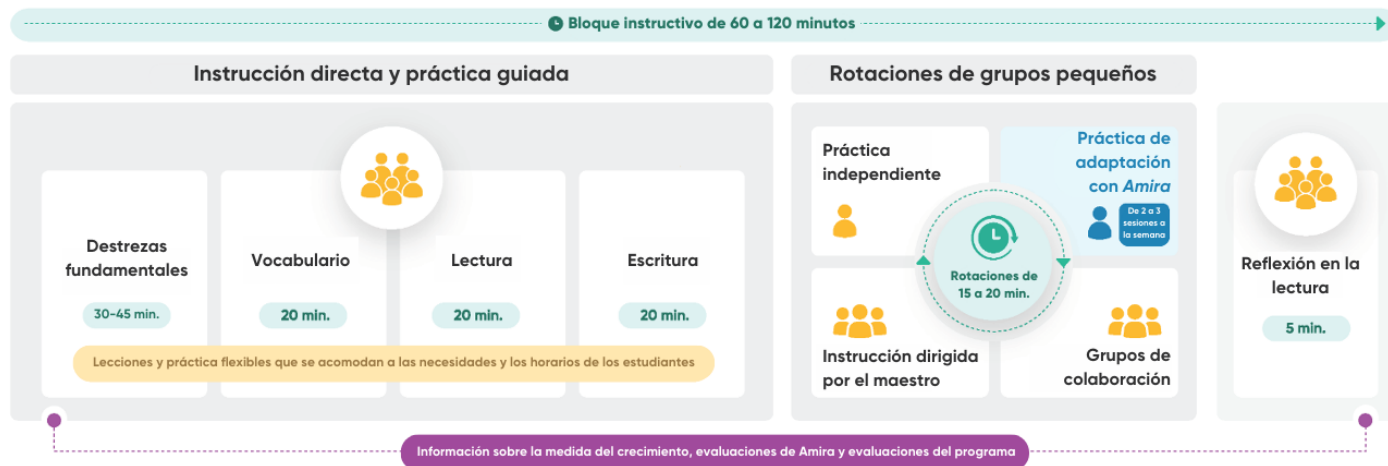 Bloque instructivo de 60 a 120 minutos
Instrucción directa y práctica guiada
Destrezas
fundamentales
30-45 min.
Vocabulario
20 min.
Lectura
20 min.
Escritura
20 min.
Lecciones y práctica flexibles que se acomodan a las necesidades y los horarios de los estudiantes
Rotaciones de grupos pequeños
Práctica
independiente
Práctica de
adaptación
con Amira
De 2 a 3
sesiones a
la semana
Rotaciones de
15 a 20 min.
Instrucción dirigida
por el maestro
Grupos de
colaboración
Reflexión en la
lectura
5 min.
Información sobre la medida del crecimiento, evaluaciones de Amira y evaluaciones del programa